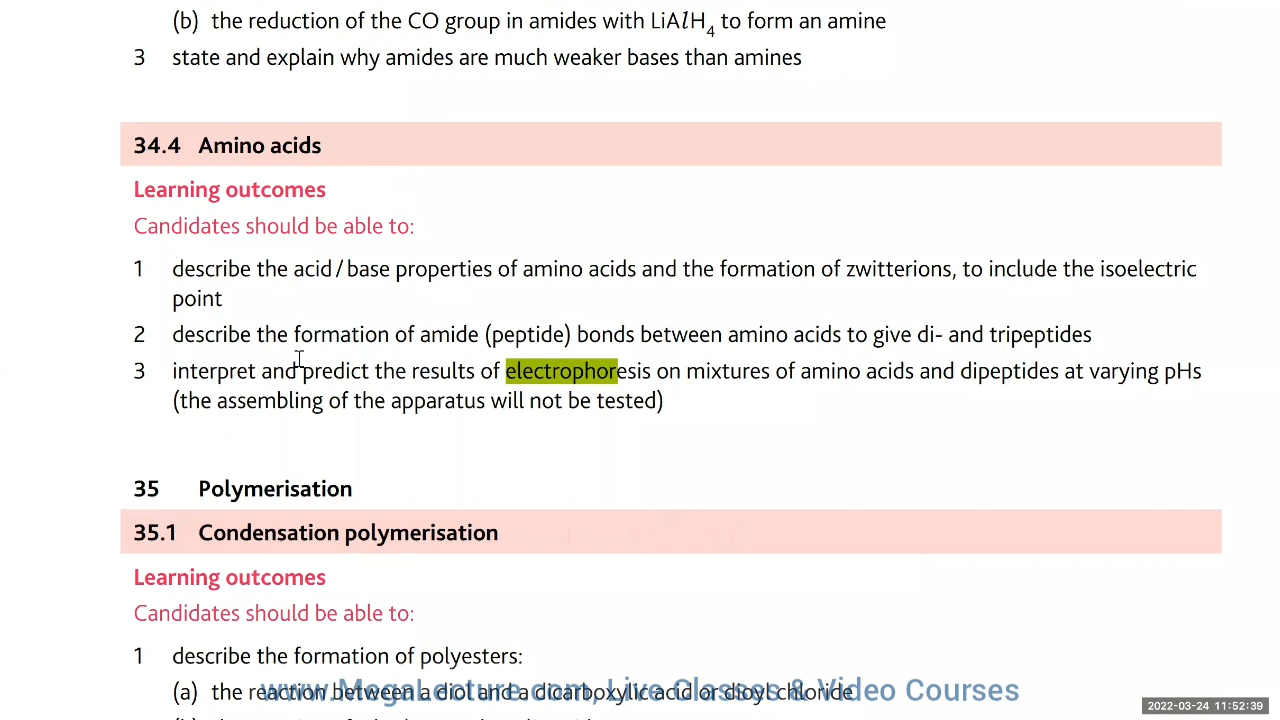 (b) the reduction of the CO group in amides with LiAlH4 to form an amine
3 state and explain why amides are much weaker bases than amines
34.4 Amino acids
Learning outcomes
Candidates should be able to:
1 describe the acid / base properties of amino acids and the formation of zwitterions, to include the isoelectric
point
2 describe the formation of amide (peptide) bonds between amino acids to give di- and tripeptides
3 interpret and predict the results of electrophoresis on mixtures of amino acids and dipeptides at varying pHs
(the assembling of the apparatus will not be tested)
35 Polymerisation
35.1 Condensation polymerisation
Learning outcomes
Candidates should be able to:
1 describe the formation of polyesters:
(a) the reaction between a diol and a dicarboxylic acid or dioyl chloride
www.MegaLecture.com, Live Classes & Video Courses
2022-03-24 11:52:39